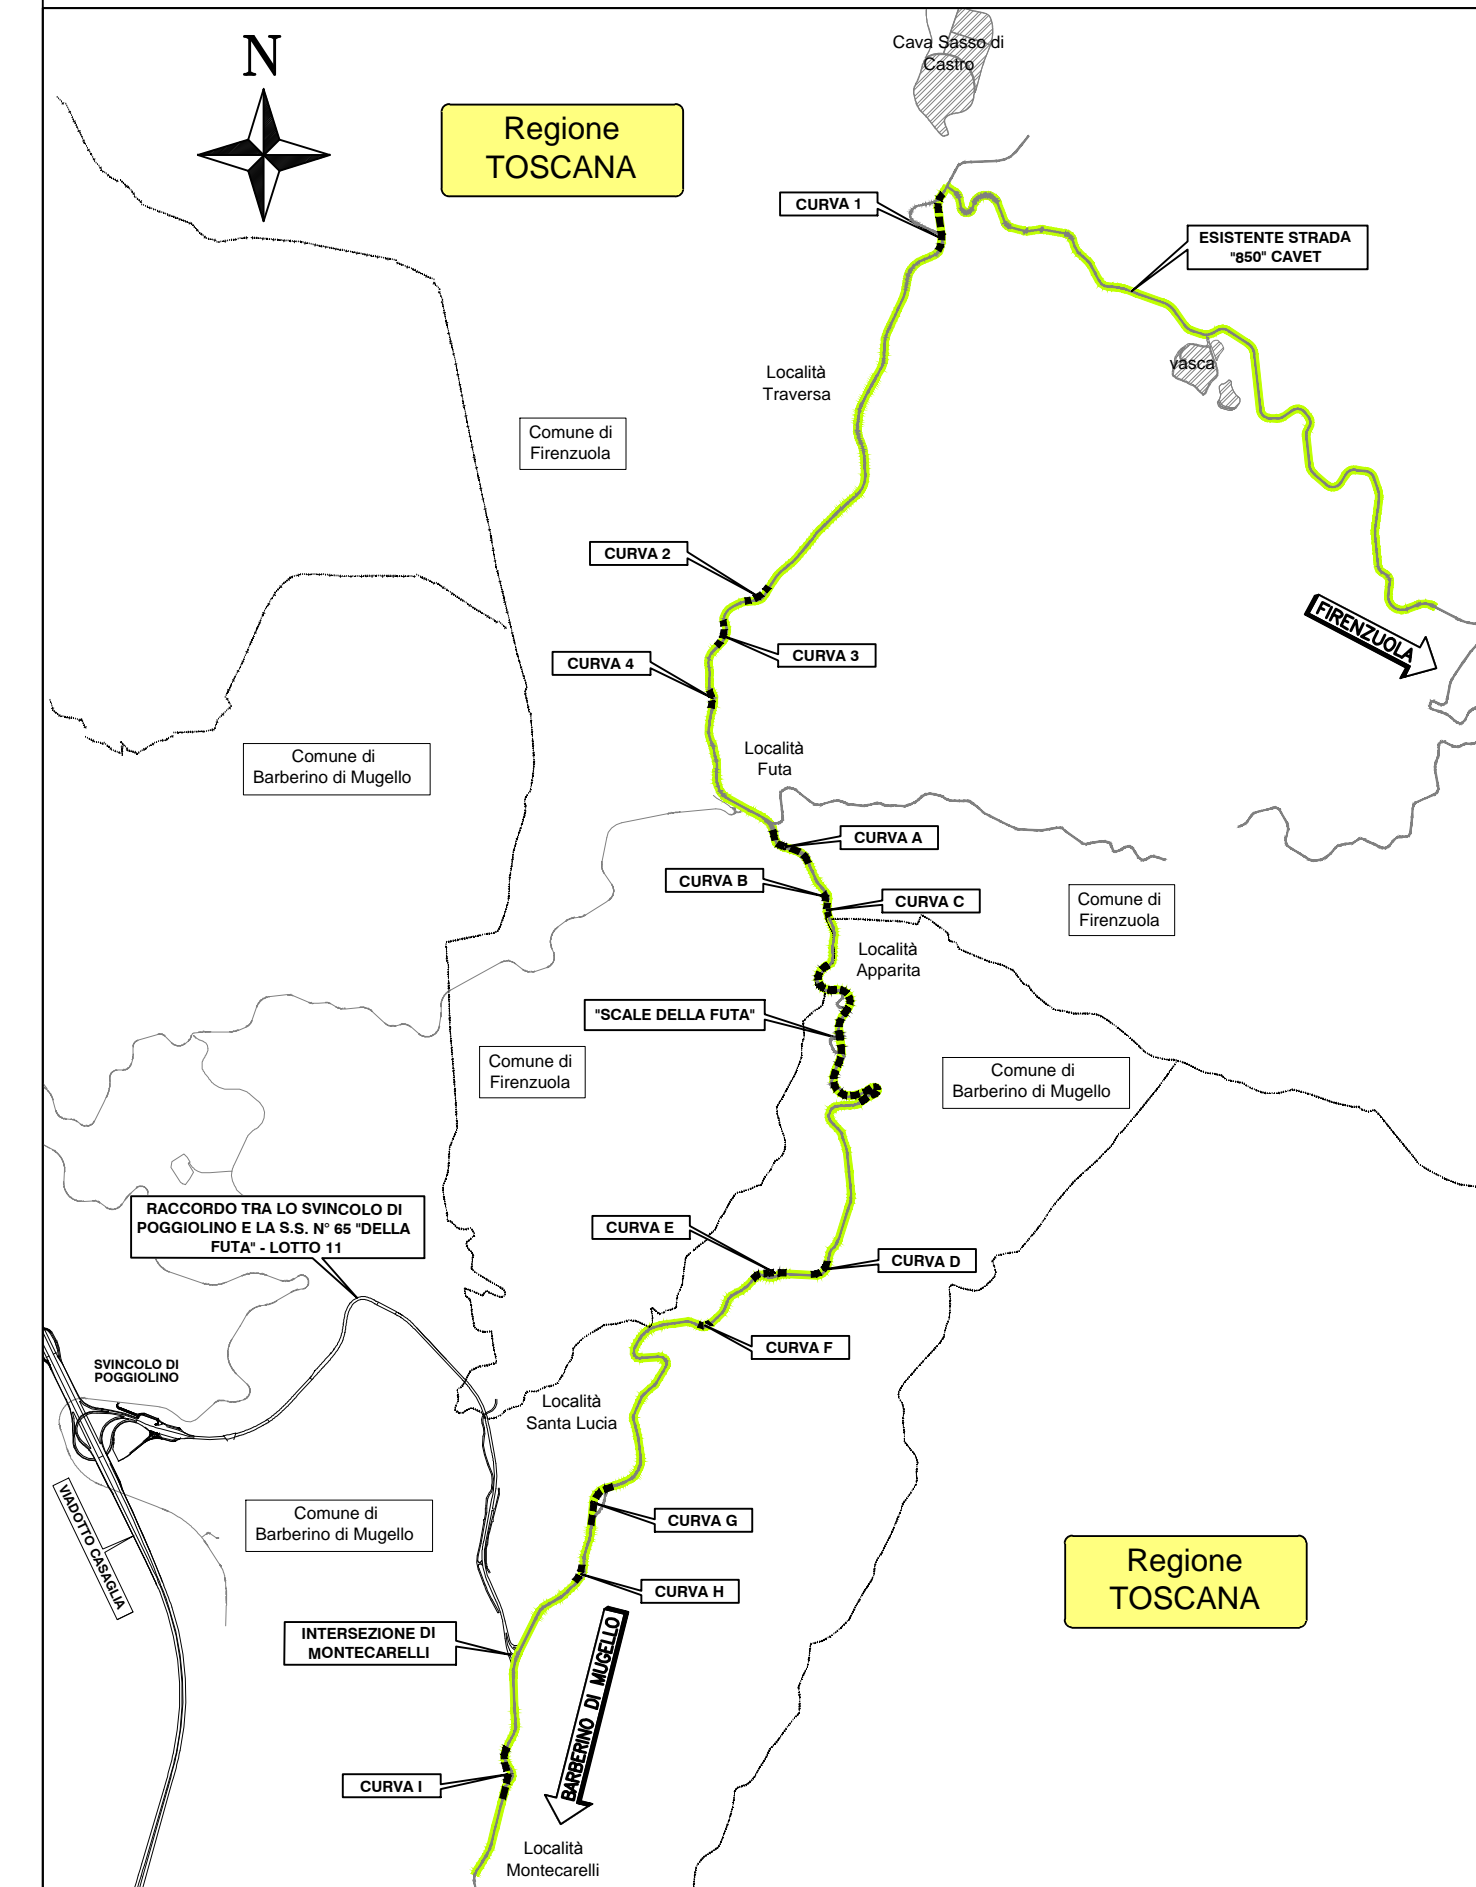 Cava Sasso di
Castro
N
Regione
TOSCANA
CURVA 1
ESISTENTE STRADA
"850" CAVET
vasca
Località
Traversa
Comune di
Firenzuola
CURVA 2
FIRENZUOLA
CURVA 3
CURVA 4
Località
Futa
Comune di
Barberino di Mugello
CURVA A
CURVA B
CURVA C
Comune di
Firenzuola
Località
Apparita
"SCALE DELLA FUTA"
Comune di
Firenzuola
Comune di
Barberino di Mugello
RACCORDO TRA LO SVINCOLO DI
POGGIOLINO E LA S.S. N° 65 "DELLA
FUTA" - LOTTO 11
CURVA E
CURVA D
CURVA F
SVINCOLO DI
POGGIOLINO
Località
Santa Lucia
VIADOTTO CASAGLIA
Comune di
Barberino di Mugello
CURVA G
Regione
TOSCANA
CURVA H
INTERSEZIONE DI
MONTECARELLI
BARBERINO DI MUGELLO
CURVA I
Località
Montecarelli